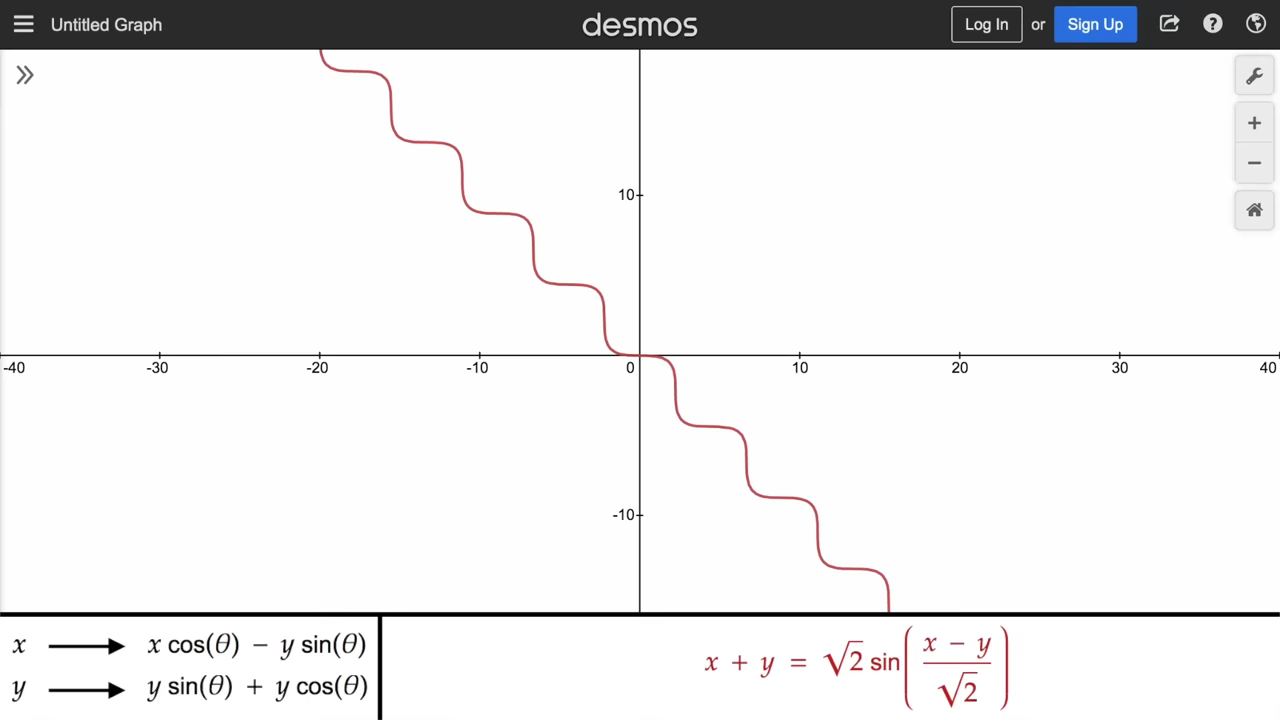 Untitled Graph
desmos
Log In or Sign Up
10
-40 -30 -20 -10 0 10 20 30 40
-10
x ⟶ x cos(θ) − y sin(θ)
y ⟶ y sin(θ) + y cos(θ)
x + y = √2 sin((x − y)/√2)